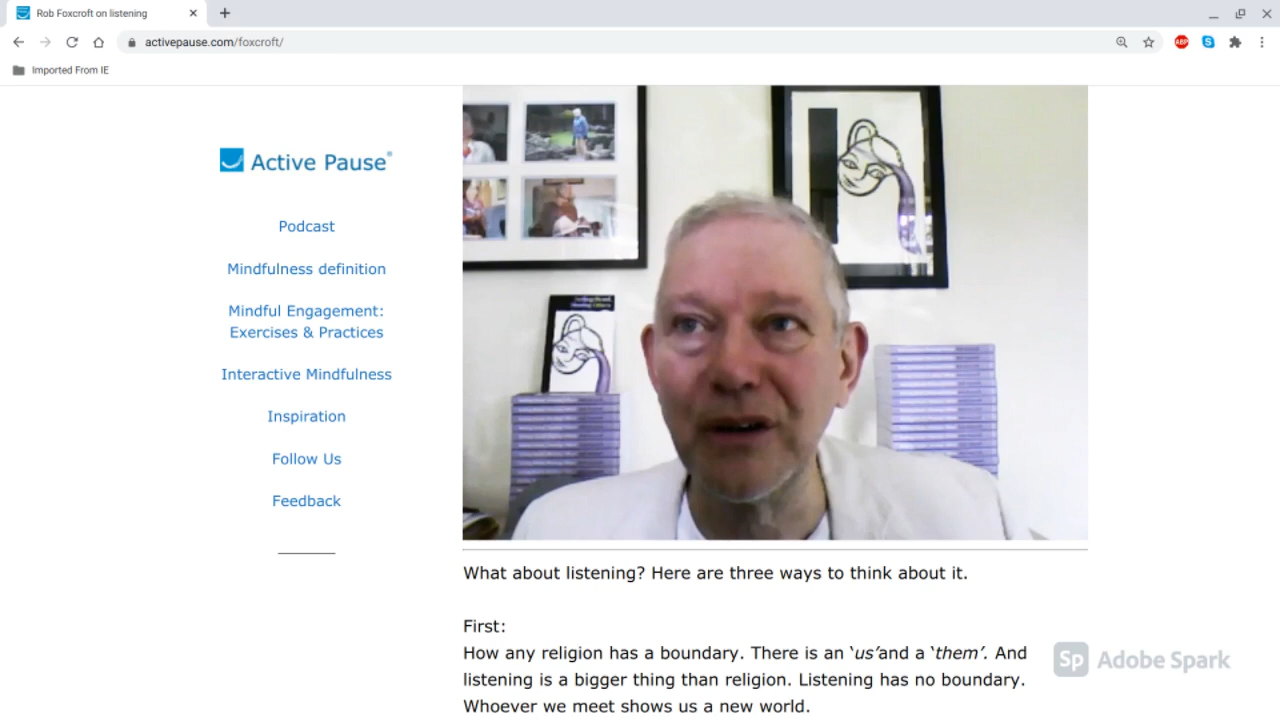 Rob Foxcroft on listening
activepause.com/foxcroft/
ABP
Imported From IE
Active Pause®
Podcast
Mindfulness definition
Mindful Engagement:
Exercises & Practices
Interactive Mindfulness
Inspiration
Follow Us
Feedback
What about listening? Here are three ways to think about it.
First:
How any religion has a boundary. There is an ‘us’and a ‘them’. And
listening is a bigger thing than religion. Listening has no boundary.
Whoever we meet shows us a new world.
Sp Adobe Spark